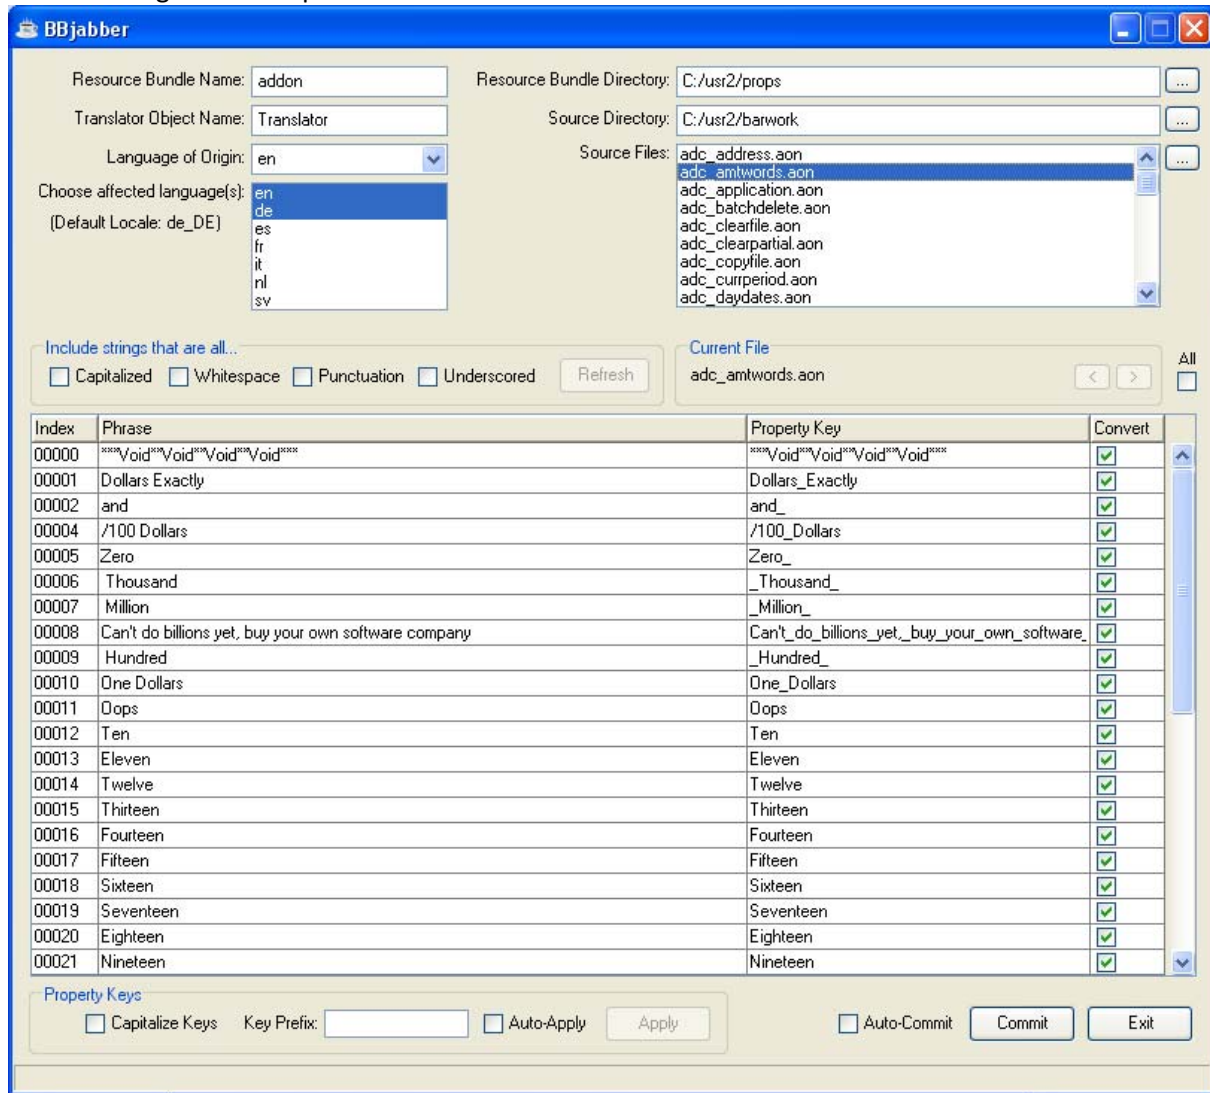 BBjabber
Resource Bundle Name: addon
Resource Bundle Directory: C:/usr2/props ...
Translator Object Name: Translator
Source Directory: C:/usr2/barwork ...
Language of Origin: en
Source Files: ...
adc_address.aon
adc_amtwords.aon
adc_application.aon
adc_batchdelete.aon
adc_clearfile.aon
adc_clearpartial.aon
adc_copyfile.aon
adc_currperiod.aon
adc_daydates.aon
Choose affected language(s):
(Default Locale: de_DE)
en
de
es
fr
it
nl
sv
Include strings that are all...
Capitalized Whitespace Punctuation Underscored Refresh
Current File
adc_amtwords.aon < >
All
Index Phrase Property Key Convert
00000 ***Void**Void**Void**Void*** ***Void**Void**Void**Void***
00001 Dollars Exactly Dollars_Exactly
00002 and and_
00004 /100 Dollars /100_Dollars
00005 Zero Zero_
00006 Thousand _Thousand_
00007 Million _Million_
00008 Can't do billions yet, buy your own software company Can't_do_billions_yet,_buy_your_own_software_
00009 Hundred _Hundred_
00010 One Dollars One_Dollars
00011 Oops Oops
00012 Ten Ten
00013 Eleven Eleven
00014 Twelve Twelve
00015 Thirteen Thirteen
00016 Fourteen Fourteen
00017 Fifteen Fifteen
00018 Sixteen Sixteen
00019 Seventeen Seventeen
00020 Eighteen Eighteen
00021 Nineteen Nineteen
Property Keys
Capitalize Keys Key Prefix: Auto-Apply Apply
Auto-Commit Commit Exit